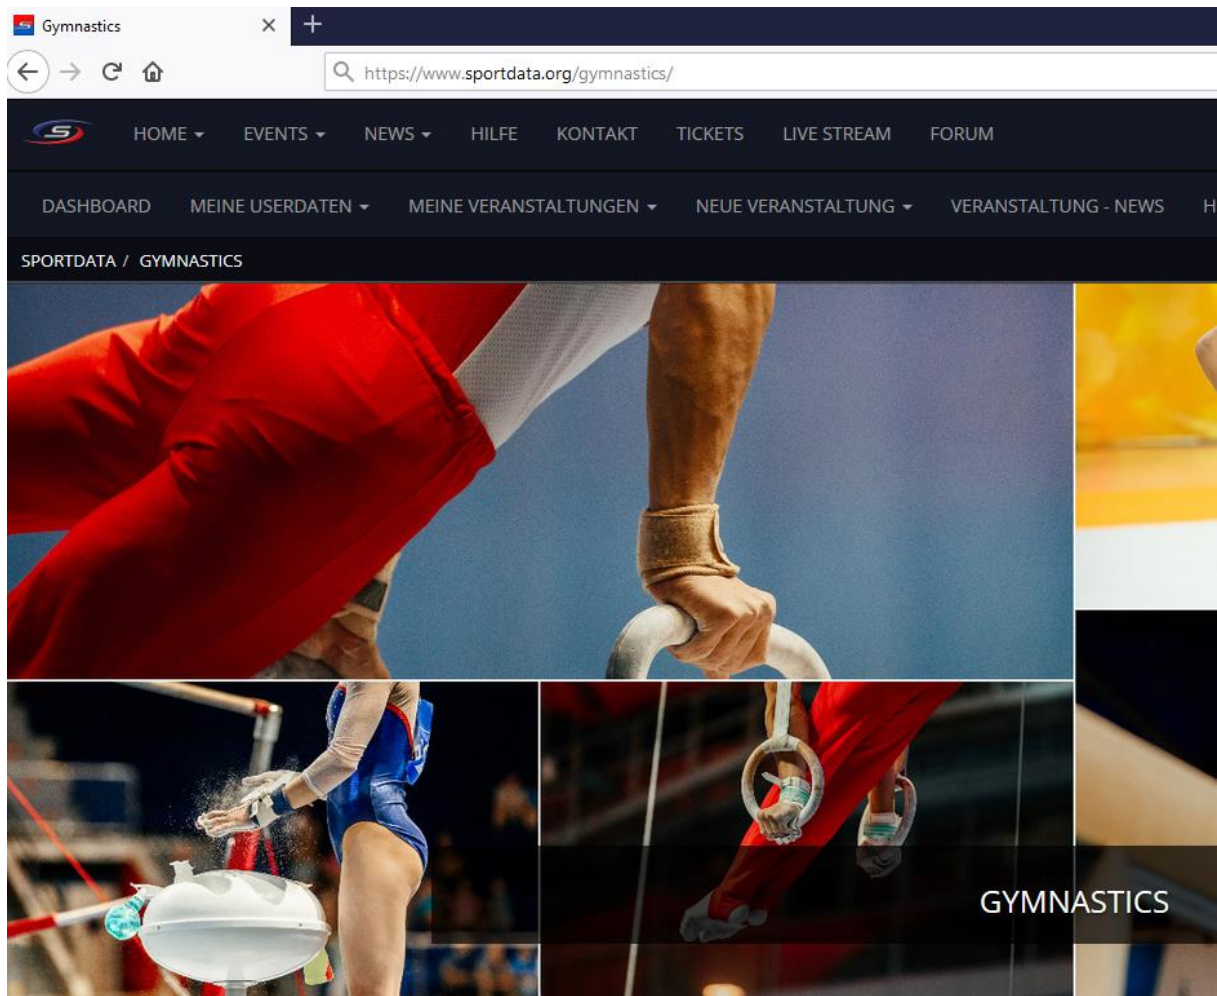 Gymnastics
https://www.sportdata.org/gymnastics/
HOME EVENTS NEWS HILFE KONTAKT TICKETS LIVE STREAM FORUM
DASHBOARD MEINE USERDATEN MEINE VERANSTALTUNGEN NEUE VERANSTALTUNG VERANSTALTUNG - NEWS H
SPORTDATA / GYMNASTICS
GYMNASTICS